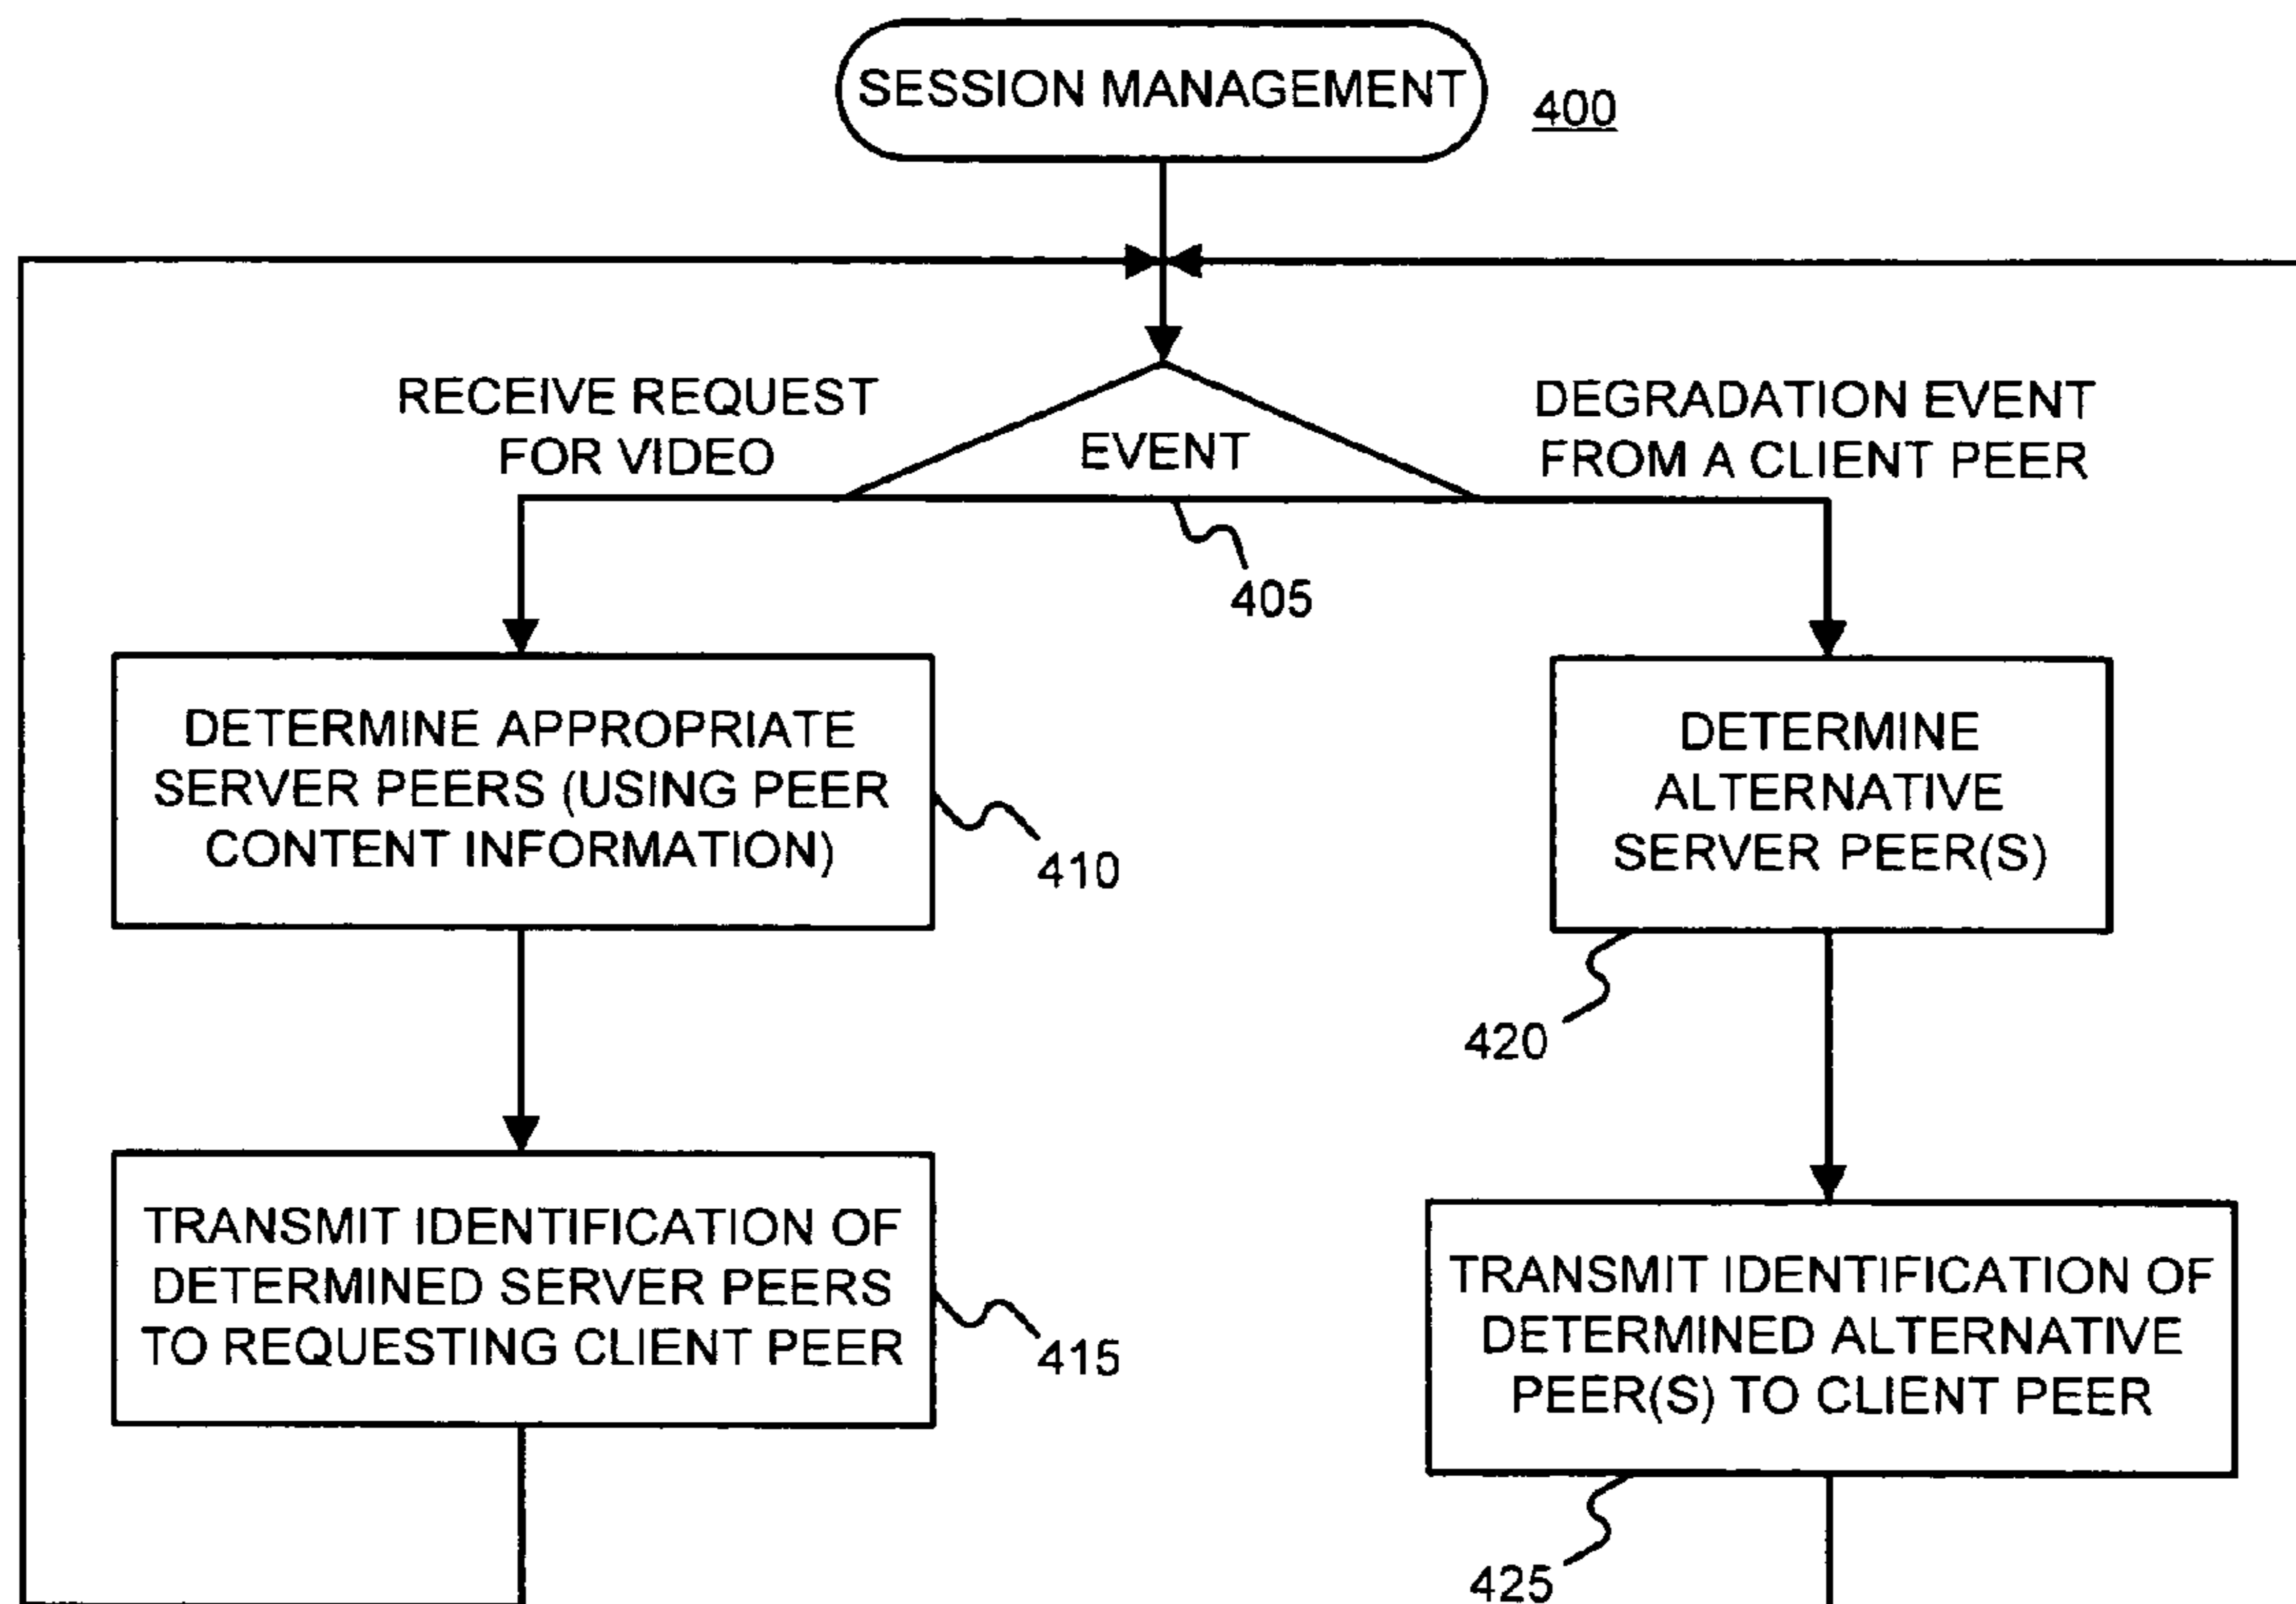 SESSION MANAGEMENT
400
RECEIVE REQUEST
FOR VIDEO
EVENT
DEGRADATION EVENT
FROM A CLIENT PEER
405
DETERMINE APPROPRIATE
SERVER PEERS (USING PEER
CONTENT INFORMATION)
410
DETERMINE
ALTERNATIVE
SERVER PEER(S)
420
TRANSMIT IDENTIFICATION OF
DETERMINED SERVER PEERS
TO REQUESTING CLIENT PEER
415
TRANSMIT IDENTIFICATION OF
DETERMINED ALTERNATIVE
PEER(S) TO CLIENT PEER
425